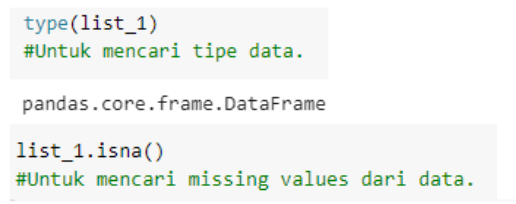 type(list_1)
#Untuk mencari tipe data.
pandas.core.frame.DataFrame
list_1.isna()
#Untuk mencari missing values dari data.